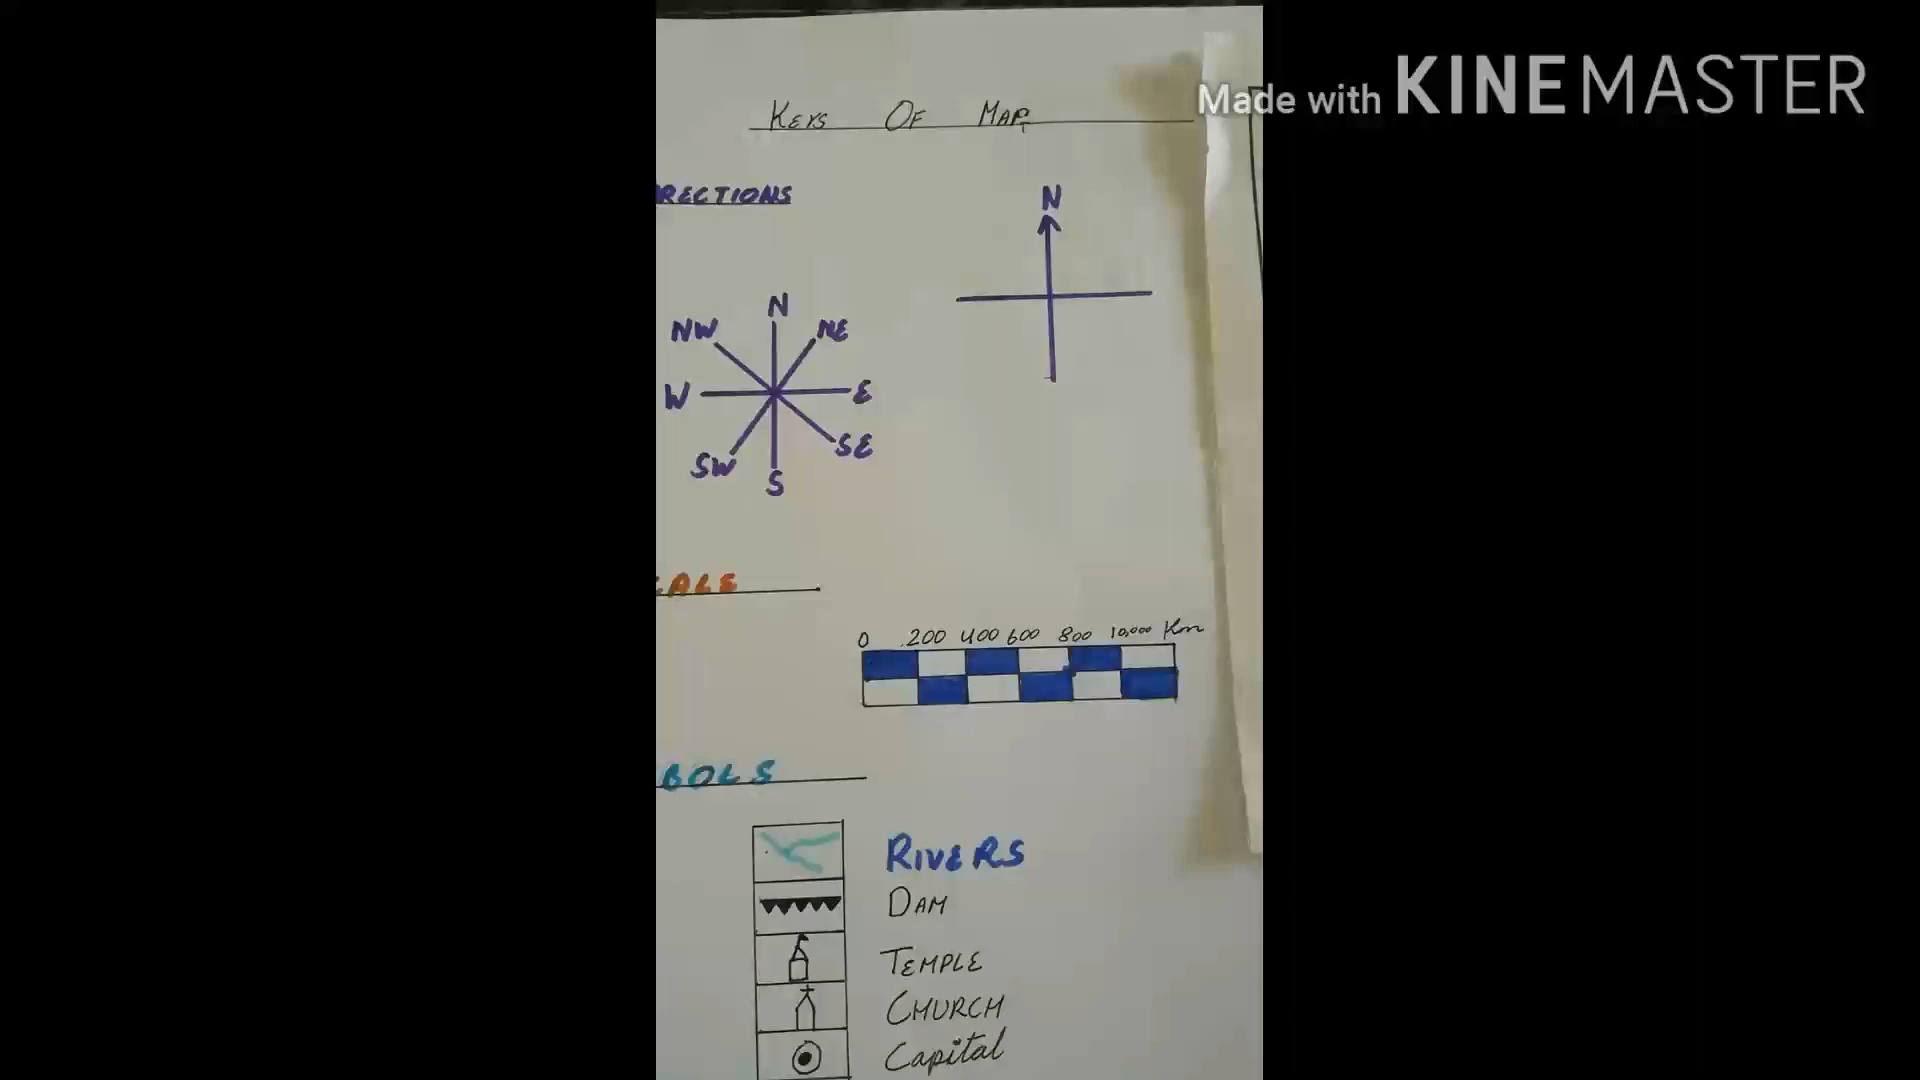 Made with KINEMASTER
KEYS OF MAP
RECTIONS
N
N
NW
NE
W
E
SW
SE
S
CALE
0 200 400 600 800 10,000 Km
BOLS
RIVERS
DAM
TEMPLE
CHURCH
Capital